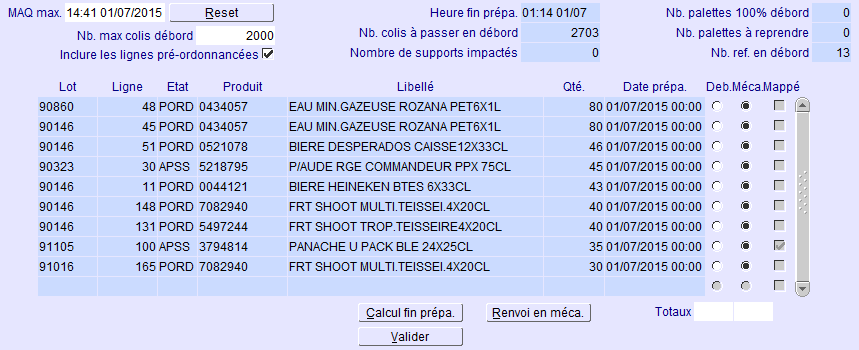 MAQ max. 14:41 01/07/2015 Reset Heure fin prépa. 01:14 01/07 Nb. palettes 100% débord 0
Nb. max colis débord 2000 Nb. colis à passer en débord 2703 Nb. palettes à reprendre 0
Inclure les lignes pré-ordonnancées Nombre de supports impactés 0 Nb. ref. en débord 13
Lot Ligne Etat Produit Libellé Qté. Date prépa. Deb. Méca. Mappé
90860 48 PORD 0434057 EAU MIN.GAZEUSE ROZANA PET6X1L 80 01/07/2015 00:00
90146 45 PORD 0434057 EAU MIN.GAZEUSE ROZANA PET6X1L 80 01/07/2015 00:00
90146 51 PORD 0521078 BIERE DESPERADOS CAISSE12X33CL 46 01/07/2015 00:00
90323 30 APSS 5218795 P/AUDE RGE COMMANDEUR PPX 75CL 45 01/07/2015 00:00
90146 11 PORD 0044121 BIERE HEINEKEN BTES 6X33CL 43 01/07/2015 00:00
90146 148 PORD 7082940 FRT SHOOT MULTI.TEISSEI.4X20CL 40 01/07/2015 00:00
90146 131 PORD 5497244 FRT SHOOT TROP.TEISSEIRE4X20CL 40 01/07/2015 00:00
91105 100 APSS 3794814 PANACHE U PACK BLE 24X25CL 35 01/07/2015 00:00
91016 165 PORD 7082940 FRT SHOOT MULTI.TEISSEI.4X20CL 30 01/07/2015 00:00
Calcul fin prépa. Renvoi en méca. Totaux
Valider